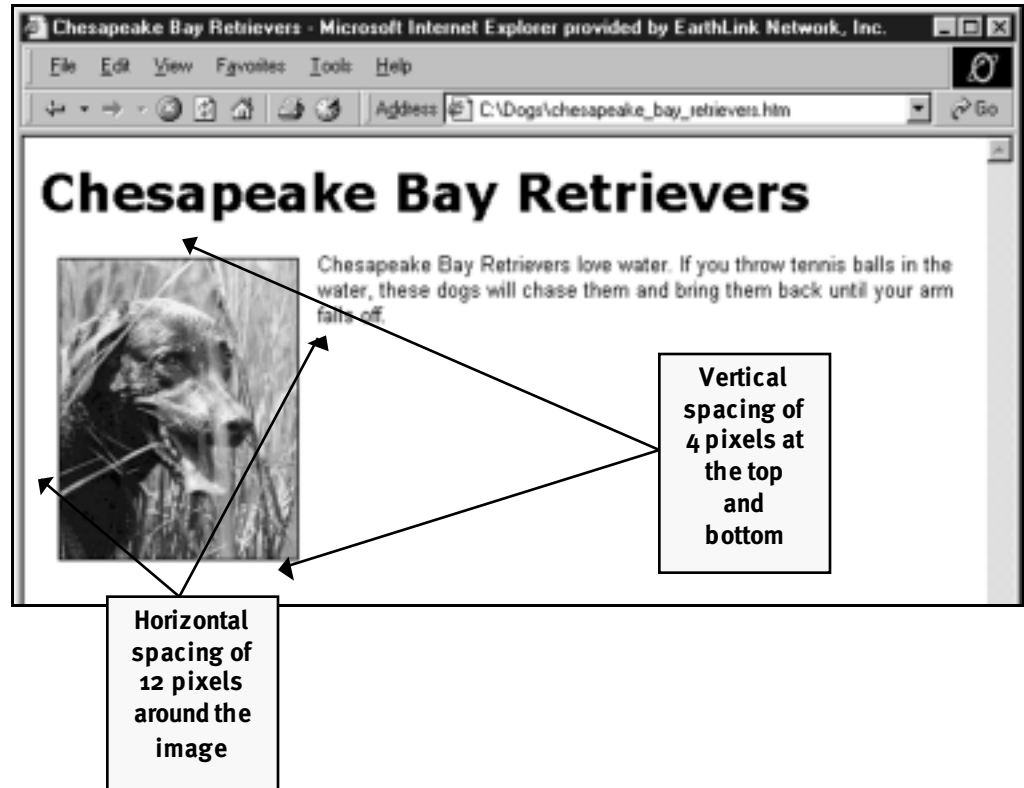 Chesapeake Bay Retrievers - Microsoft Internet Explorer provided by EarthLink Network, Inc.
File Edit View Favorites Tools Help
Address C:\Dogs\chesapeake_bay_retrievers.htm Go
Chesapeake Bay Retrievers
Chesapeake Bay Retrievers love water. If you throw tennis balls in the
water, these dogs will chase them and bring them back until your arm
falls off.
Vertical
spacing of
4 pixels at
the top
and
bottom
Horizontal
spacing of
12 pixels
around the
image